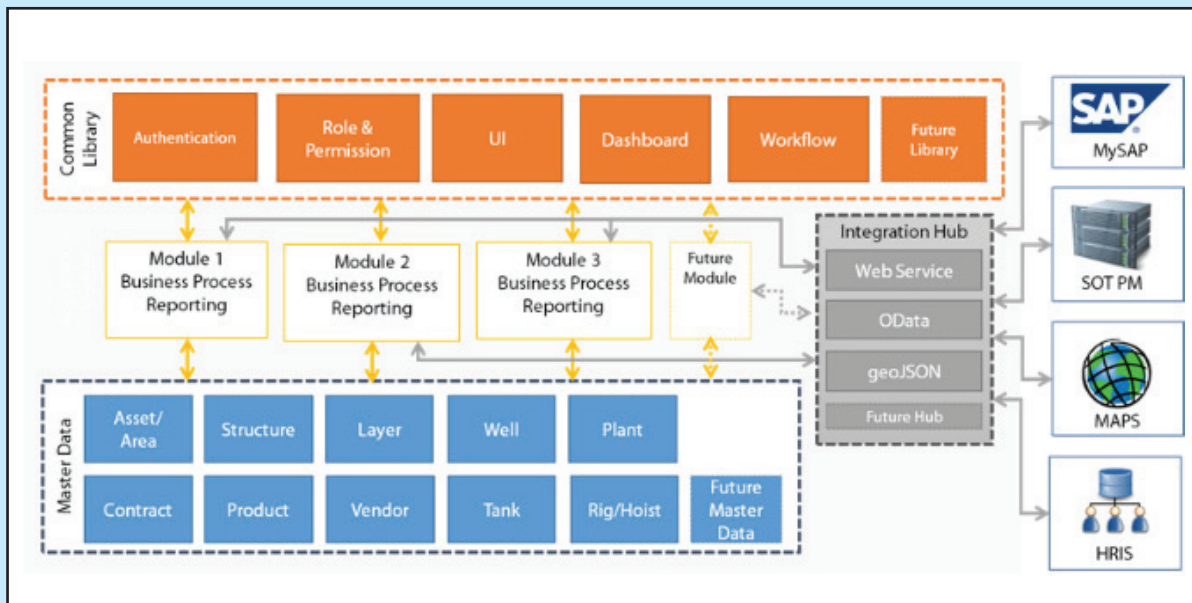 Common
Library
Authentication
Role &
Permission
UI
Dashboard
Workflow
Future
Library
SAP
®
MySAP
Module 1
Business Process
Reporting
Module 2
Business Process
Reporting
Module 3
Business Process
Reporting
Future
Module
Integration Hub
Web Service
OData
geoJSON
Future Hub
SOT PM
MAPS
HRIS
Master Data
Asset/
Area
Structure
Layer
Well
Plant
Contract
Product
Vendor
Tank
Rig/Hoist
Future
Master
Data